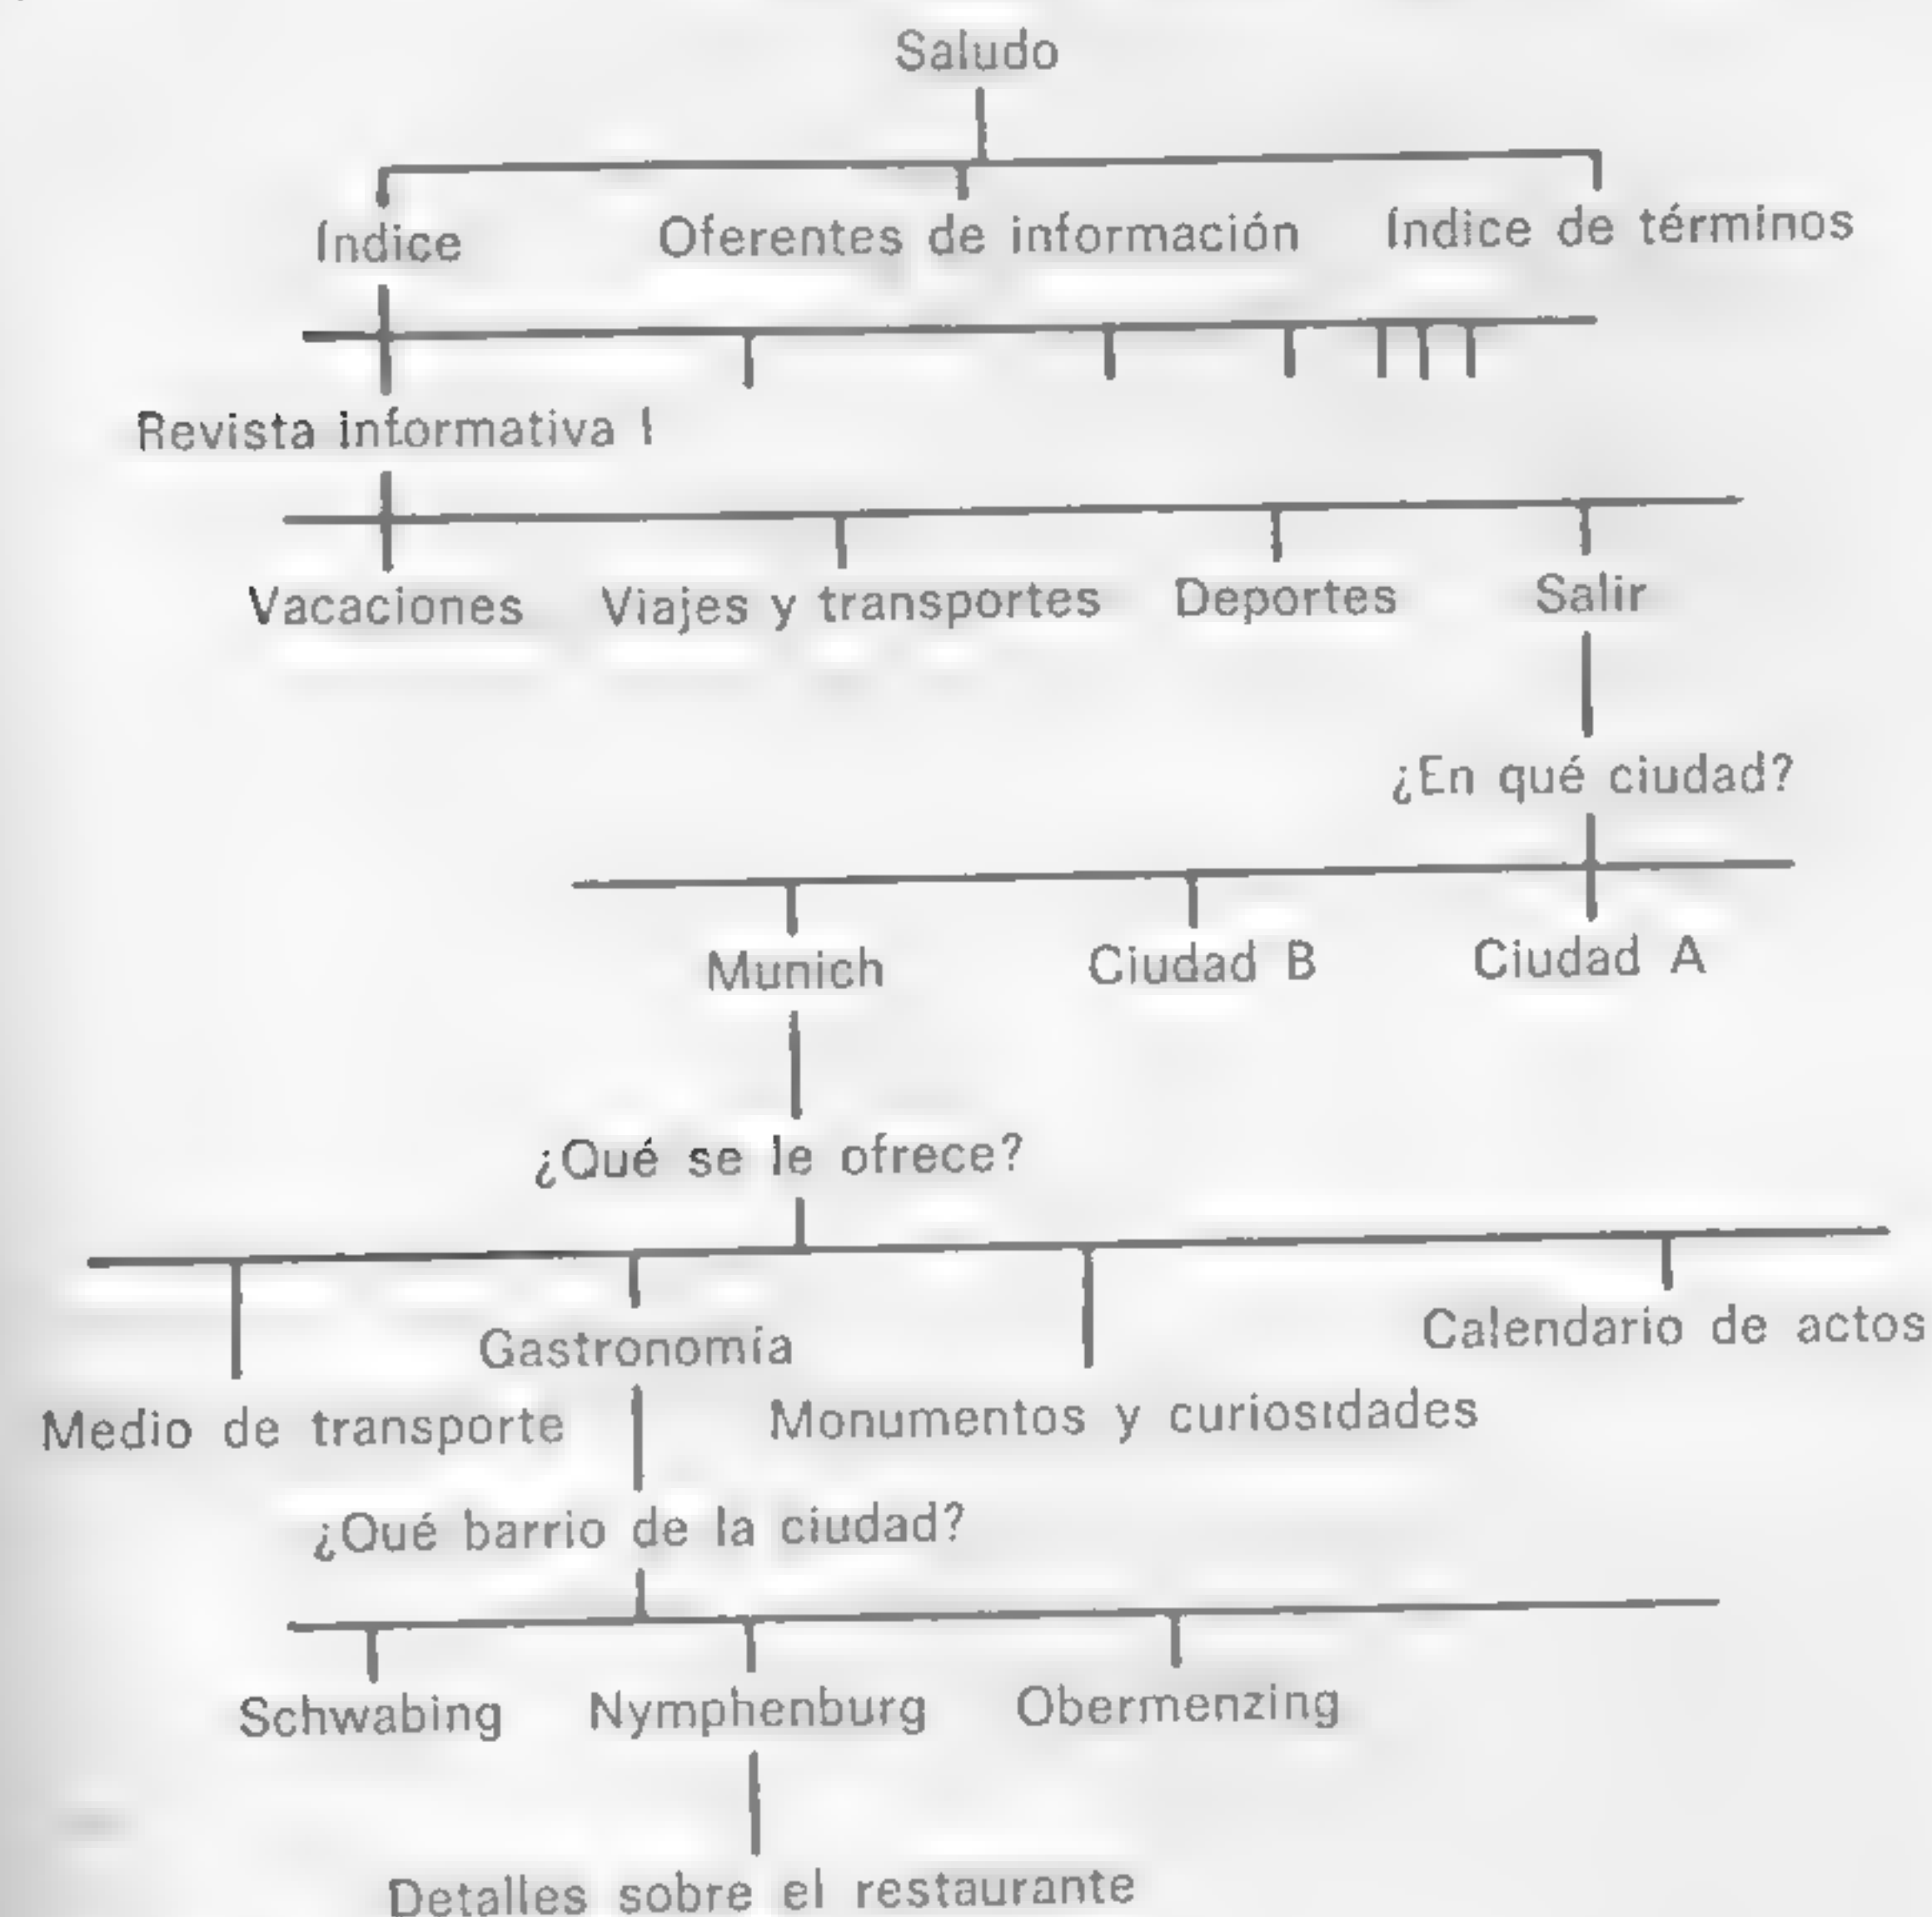 Saludo
Índice Oferentes de información Índice de términos
Revista informativa I
Vacaciones Viajes y transportes Deportes Salir
¿En qué ciudad?
Munich Ciudad B Ciudad A
¿Qué se le ofrece?
Gastronomía Calendario de actos
Medio de transporte Monumentos y curiosidades
¿Qué barrio de la ciudad?
Schwabing Nymphenburg Obermenzing
Detalles sobre el restaurante